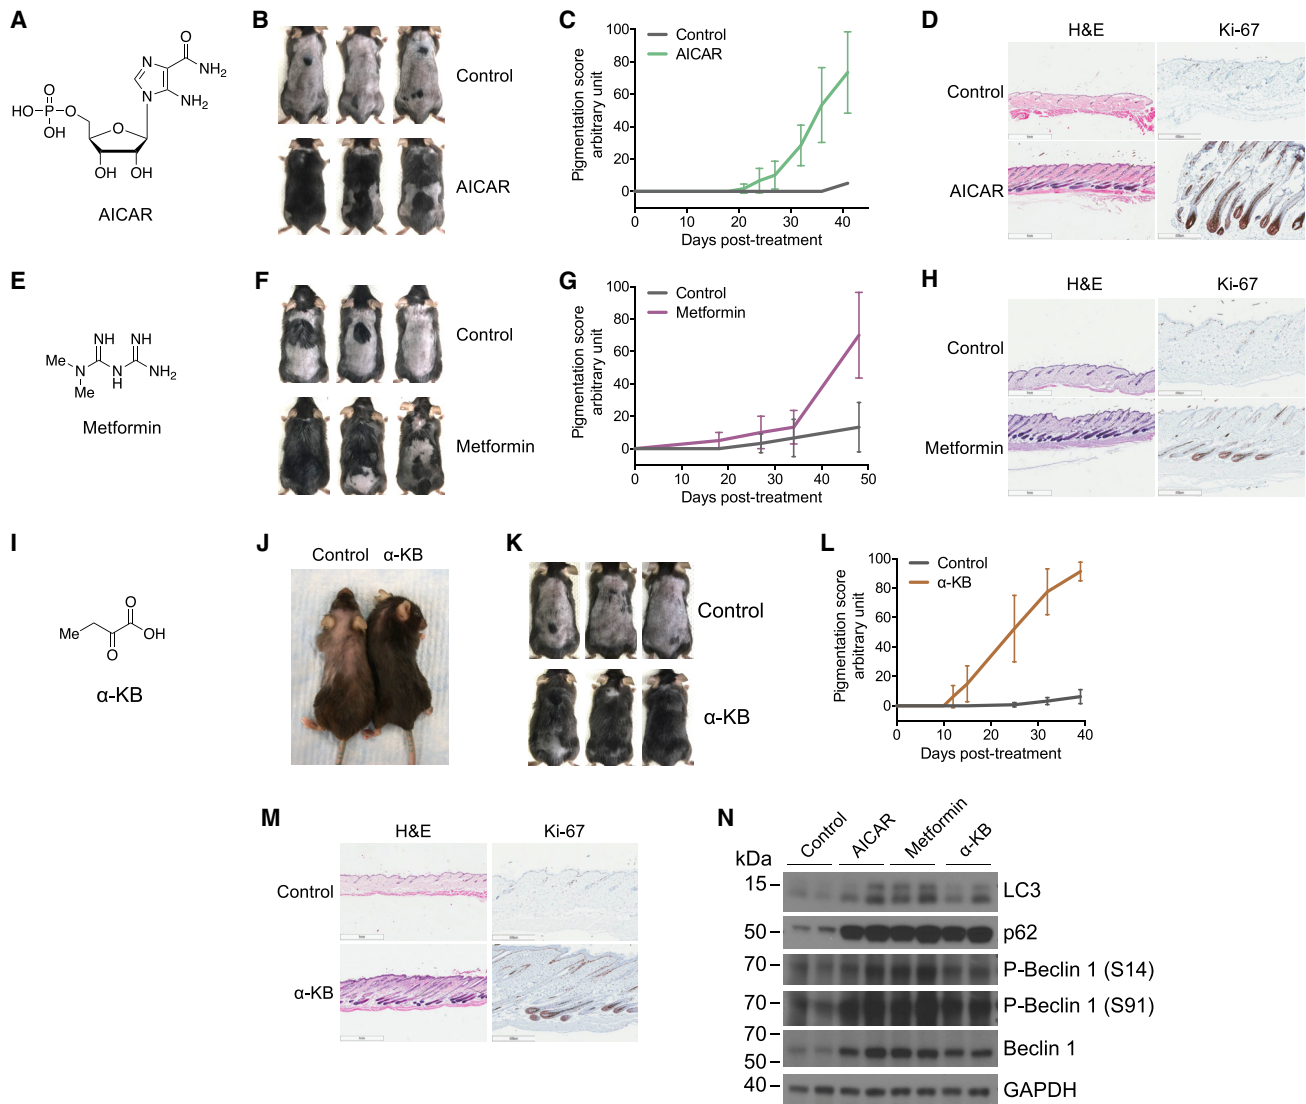 A
N
O
NH2
N
NH2
O
HO P O
OH
O
OH OH
AICAR
B
Control
AICAR
C
Control
AICAR
Pigmentation score
arbitrary unit
100
80
60
40
20
0
0 10 20 30 40
Days post-treatment
D
H&E Ki-67
Control
AICAR
E
NH NH
Me N N NH2
Me H
Metformin
F
Control
Metformin
G
Control
Metformin
Pigmentation score
arbitrary unit
100
80
60
40
20
0
0 10 20 30 40 50
Days post-treatment
H
H&E Ki-67
Control
Metformin
I
O
Me OH
O
α-KB
J
Control α-KB
K
Control
α-KB
L
Control
α-KB
Pigmentation score
arbitrary unit
100
80
60
40
20
0
0 10 20 30 40
Days post-treatment
M
H&E Ki-67
Control
α-KB
N
Control AICAR Metformin α-KB
kDa
15 LC3
50 p62
70 P-Beclin 1 (S14)
70 P-Beclin 1 (S91)
70
50 Beclin 1
40 GAPDH